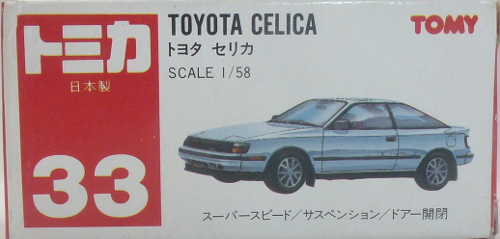 トミカ
日本製
33
TOYOTA CELICA
トヨタ セリカ
SCALE 1/58
TOMY
スーパースピード/サスペンション/ドアー開閉